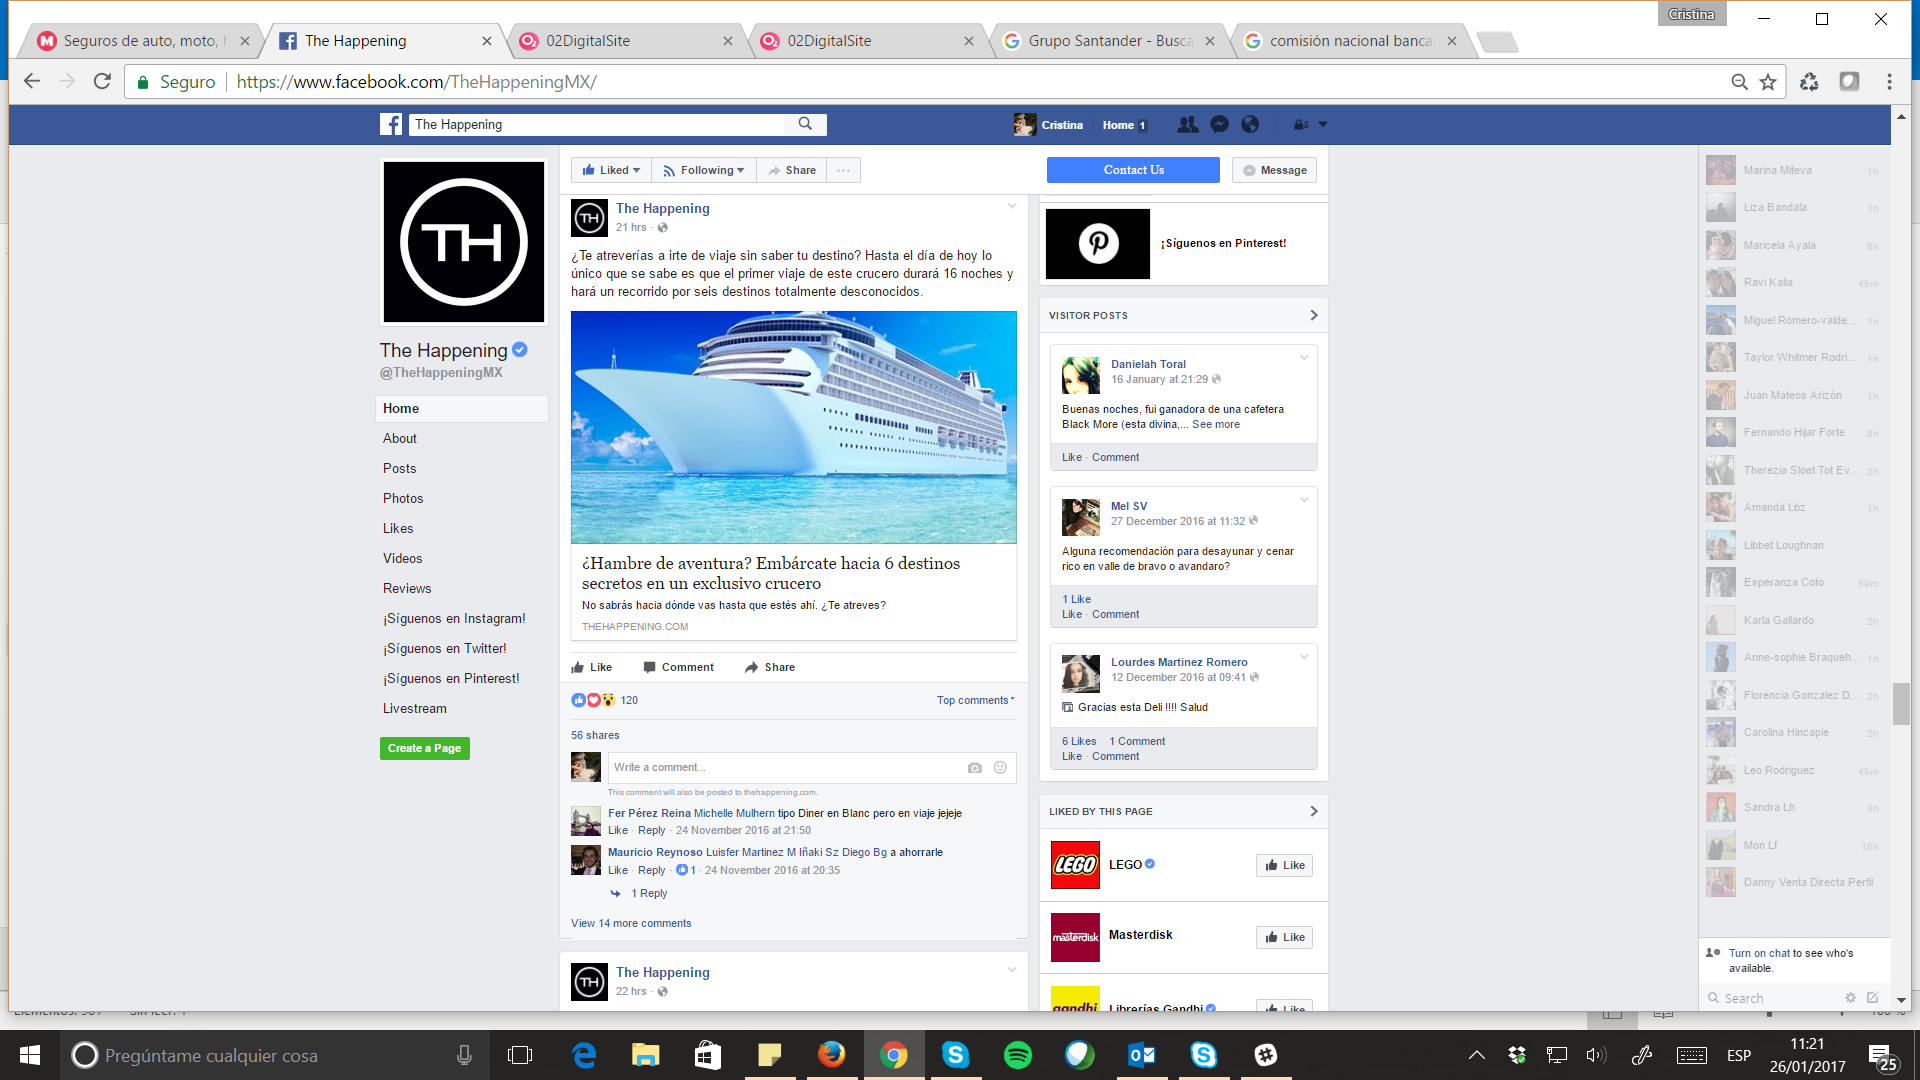 Cristina
Seguros de auto, moto, h
The Happening
02DigitalSite
02DigitalSite
Grupo Santander - Busca
comisión nacional banca
Seguro
https://www.facebook.com/TheHappeningMX/
The Happening
Cristina
Home 1
TH
The Happening
@TheHappeningMX
Home
About
Posts
Photos
Likes
Videos
Reviews
¡Síguenos en Instagram!
¡Síguenos en Twitter!
¡Síguenos en Pinterest!
Livestream
Create a Page
Liked
Following
Share
Contact Us
Message
TH
The Happening
21 hrs ·
¿Te atreverías a irte de viaje sin saber tu destino? Hasta el día de hoy lo
único que se sabe es que el primer viaje de este crucero durará 16 noches y
hará un recorrido por seis destinos totalmente desconocidos.
¿Hambre de aventura? Embárcate hacia 6 destinos
secretos en un exclusivo crucero
No sabrás hacia dónde vas hasta que estés ahí. ¿Te atreves?
THEHAPPENING.COM
Like
Comment
Share
120
Top comments
56 shares
Write a comment...
This comment will also be posted to thehappening.com.
Fer Pérez Reina Michelle Mulhern tipo Diner en Blanc pero en viaje jejeje
Like · Reply · 24 November 2016 at 21:50
Mauricio Reynoso Luisfer Martinez M Iñaki Sz Diego Bg a ahorrarle
Like · Reply · 1 · 24 November 2016 at 20:35
1 Reply
View 14 more comments
TH
The Happening
22 hrs ·
¡Síguenos en Pinterest!
VISITOR POSTS
Danielah Toral
16 January at 21:29
Buenas noches, fui ganadora de una cafetera
Black More (esta divina,... See more
Like · Comment
Mel SV
27 December 2016 at 11:32
Alguna recomendación para desayunar y cenar
rico en valle de bravo o avandaro?
1 Like
Like · Comment
Lourdes Martinez Romero
12 December 2016 at 09:41
Gracias esta Deli !!!! Salud
6 Likes 1 Comment
Like · Comment
LIKED BY THIS PAGE
LEGO
LEGO
Like
masterdisk
Masterdisk
Like
gandhi
Librerías Gandhi
Like
Marina Miteva 1h
Liza Bandala 1h
Maricela Ayala 6h
Ravi Kalia 48m
Miguel Romero-valde... 1h
Taylor Whitmer Rodri... 1h
Juan Mateos Arizón 1h
Fernando Hijar Forte 8h
Therezia Sloet Tot Ev... 2h
Amanda Lbz 1h
Libbet Loughnan
Esperanza Coto 59m
Karla Gallardo 2h
Anne-sophie Braqueh... 1h
Florencia Gonzalez D... 2h
Carolina Hincapie 2h
Leo Rodriguez 49m
Sandra Lh 3h
Mon Lf 16h
Danny Venta Directa Perfil
Turn on chat to see who's
available.
Search
Pregúntame cualquier cosa
ESP
11:21
26/01/2017
25